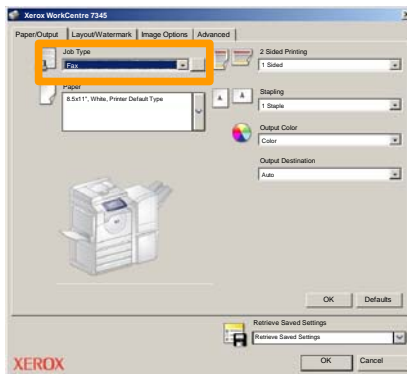 Xerox WorkCentre 7345
Paper/Output Layout/Watermark Image Options Advanced
Job Type
Fax
Paper
8.5x11", White, Printer Default Type
2 Sided Printing
1 Sided
Stapling
1 Staple
Output Color
Color
Output Destination
Auto
OK Defaults
Retrieve Saved Settings
Retrieve Saved Settings
XEROX OK Cancel